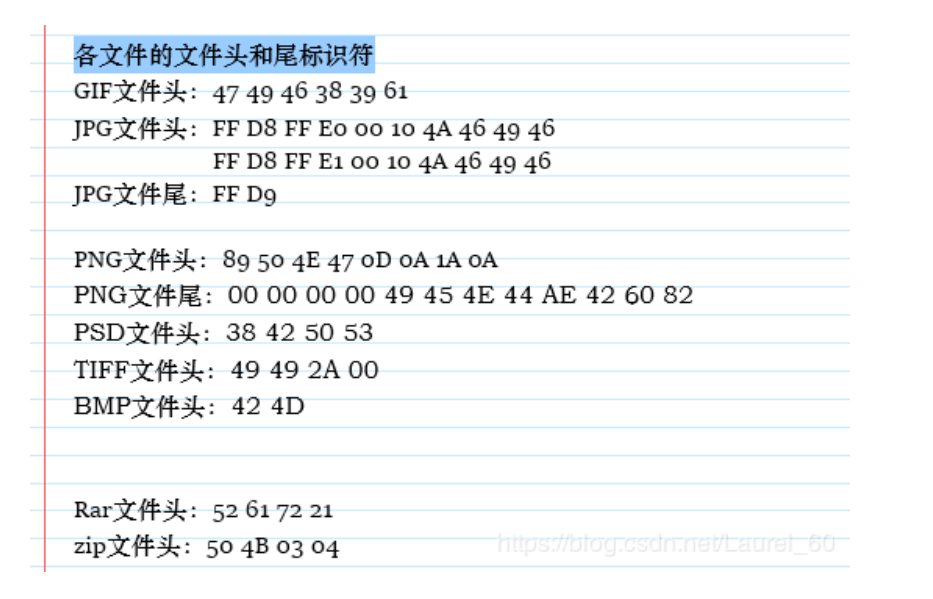 各文件的文件头和尾标识符
GIF文件头：47 49 46 38 39 61
JPG文件头：FF D8 FF E0 00 10 4A 46 49 46
FF D8 FF E1 00 10 4A 46 49 46
JPG文件尾：FF D9
PNG文件头：89 50 4E 47 0D 0A 1A 0A
PNG文件尾：00 00 00 00 49 45 4E 44 AE 42 60 82
PSD文件头：38 42 50 53
TIFF文件头：49 49 2A 00
BMP文件头：42 4D
Rar文件头：52 61 72 21
zip文件头：50 4B 03 04
https://blog.csdn.net/Laurel_60